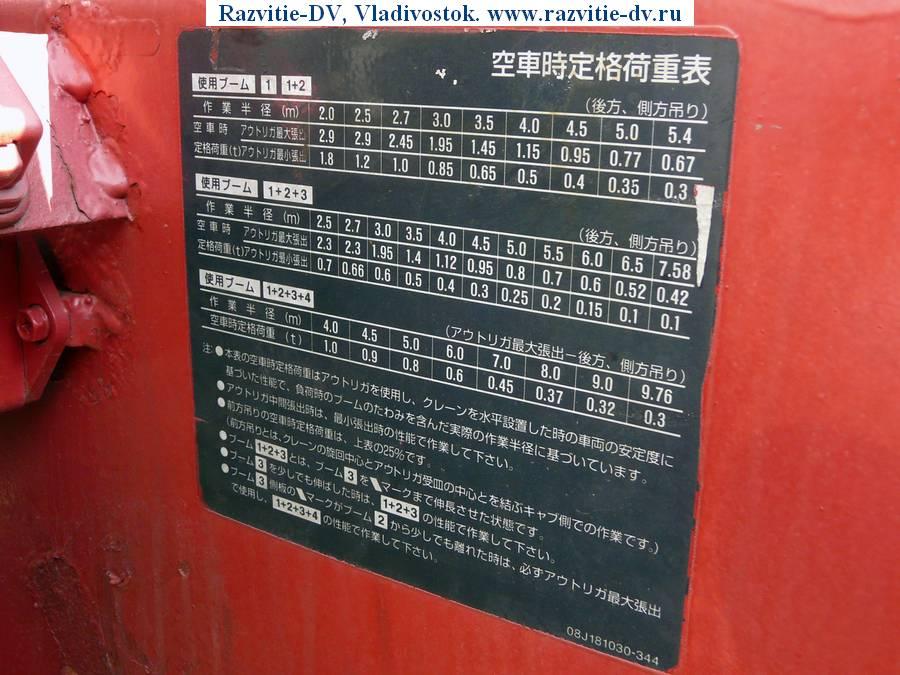 Razvitie-DV, Vladivostok. www.razvitie-dv.ru
空車時定格荷重表
使用ブーム 1 1+2 (後方、側方吊り)
作業半径(m) 2.0 2.5 2.7 3.0 3.5 4.0 4.5 5.0 5.4
空車時 アウトリガ最大張出 2.9 2.9 2.45 1.95 1.45 1.15 0.95 0.77 0.67
定格荷重(t) アウトリガ最小張出 1.8 1.2 1.0 0.85 0.65 0.5 0.4 0.35 0.3
使用ブーム 1+2+3 (後方、側方吊り)
作業半径(m) 2.5 2.7 3.0 3.5 4.0 4.5 5.0 5.5 6.0 6.5 7.58
空車時 アウトリガ最大張出 2.3 2.3 1.95 1.4 1.12 0.95 0.8 0.7 0.6 0.52 0.42
定格荷重(t) アウトリガ最小張出 0.7 0.66 0.6 0.5 0.4 0.3 0.25 0.2 0.15 0.1 0.1
使用ブーム 1+2+3+4 (アウトリガ最大張出－後方、側方吊り)
作業半径(m) 4.0 4.5 5.0 6.0 7.0 8.0 9.0 9.76
空車時定格荷重(t) 1.0 0.9 0.8 0.6 0.45 0.37 0.32 0.3
注:●本表の空車時定格荷重はアウトリガを使用し、クレーンを水平設置した時の車両の安定度に
基づいた性能で、負荷時のブームのたわみを含んだ実際の作業半径に基づいています。
●アウトリガ中間張出時は、最小張出時の性能で作業して下さい。
●前方吊りの空車時定格荷重は、上表の25%です。
(前方吊りとは、クレーンの旋回中心とアウトリガ受皿の中心とを結ぶキャブ側での作業です。)
●ブーム1+2+3とは、ブーム3を\マークまで伸長させた状態です。
●ブーム3を少しでも伸ばした時は、1+2+3の性能で作業して下さい。
●ブーム3側板の\マークがブーム2から少しでも離れた時は、必ずアウトリガ最大張出
で使用し、1+2+3+4の性能で作業して下さい。
08J181030-344